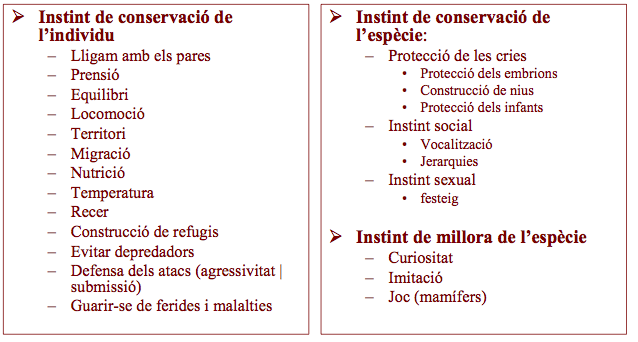 ➢ Instint de conservació de
l’individu
– Lligam amb els pares
– Prensió
– Equilibri
– Locomoció
– Territori
– Migració
– Nutrició
– Temperatura
– Recer
– Construcció de refugis
– Evitar depredadors
– Defensa dels atacs (agressivitat |
submissió)
– Guarir-se de ferides i malalties
➢ Instint de conservació de
l’espècie:
– Protecció de les cries
• Protecció dels embrions
• Construcció de nius
• Protecció dels infants
– Instint social
• Vocalització
• Jerarquies
– Instint sexual
• festeig
➢ Instint de millora de l’espècie
– Curiositat
– Imitació
– Joc (mamífers)